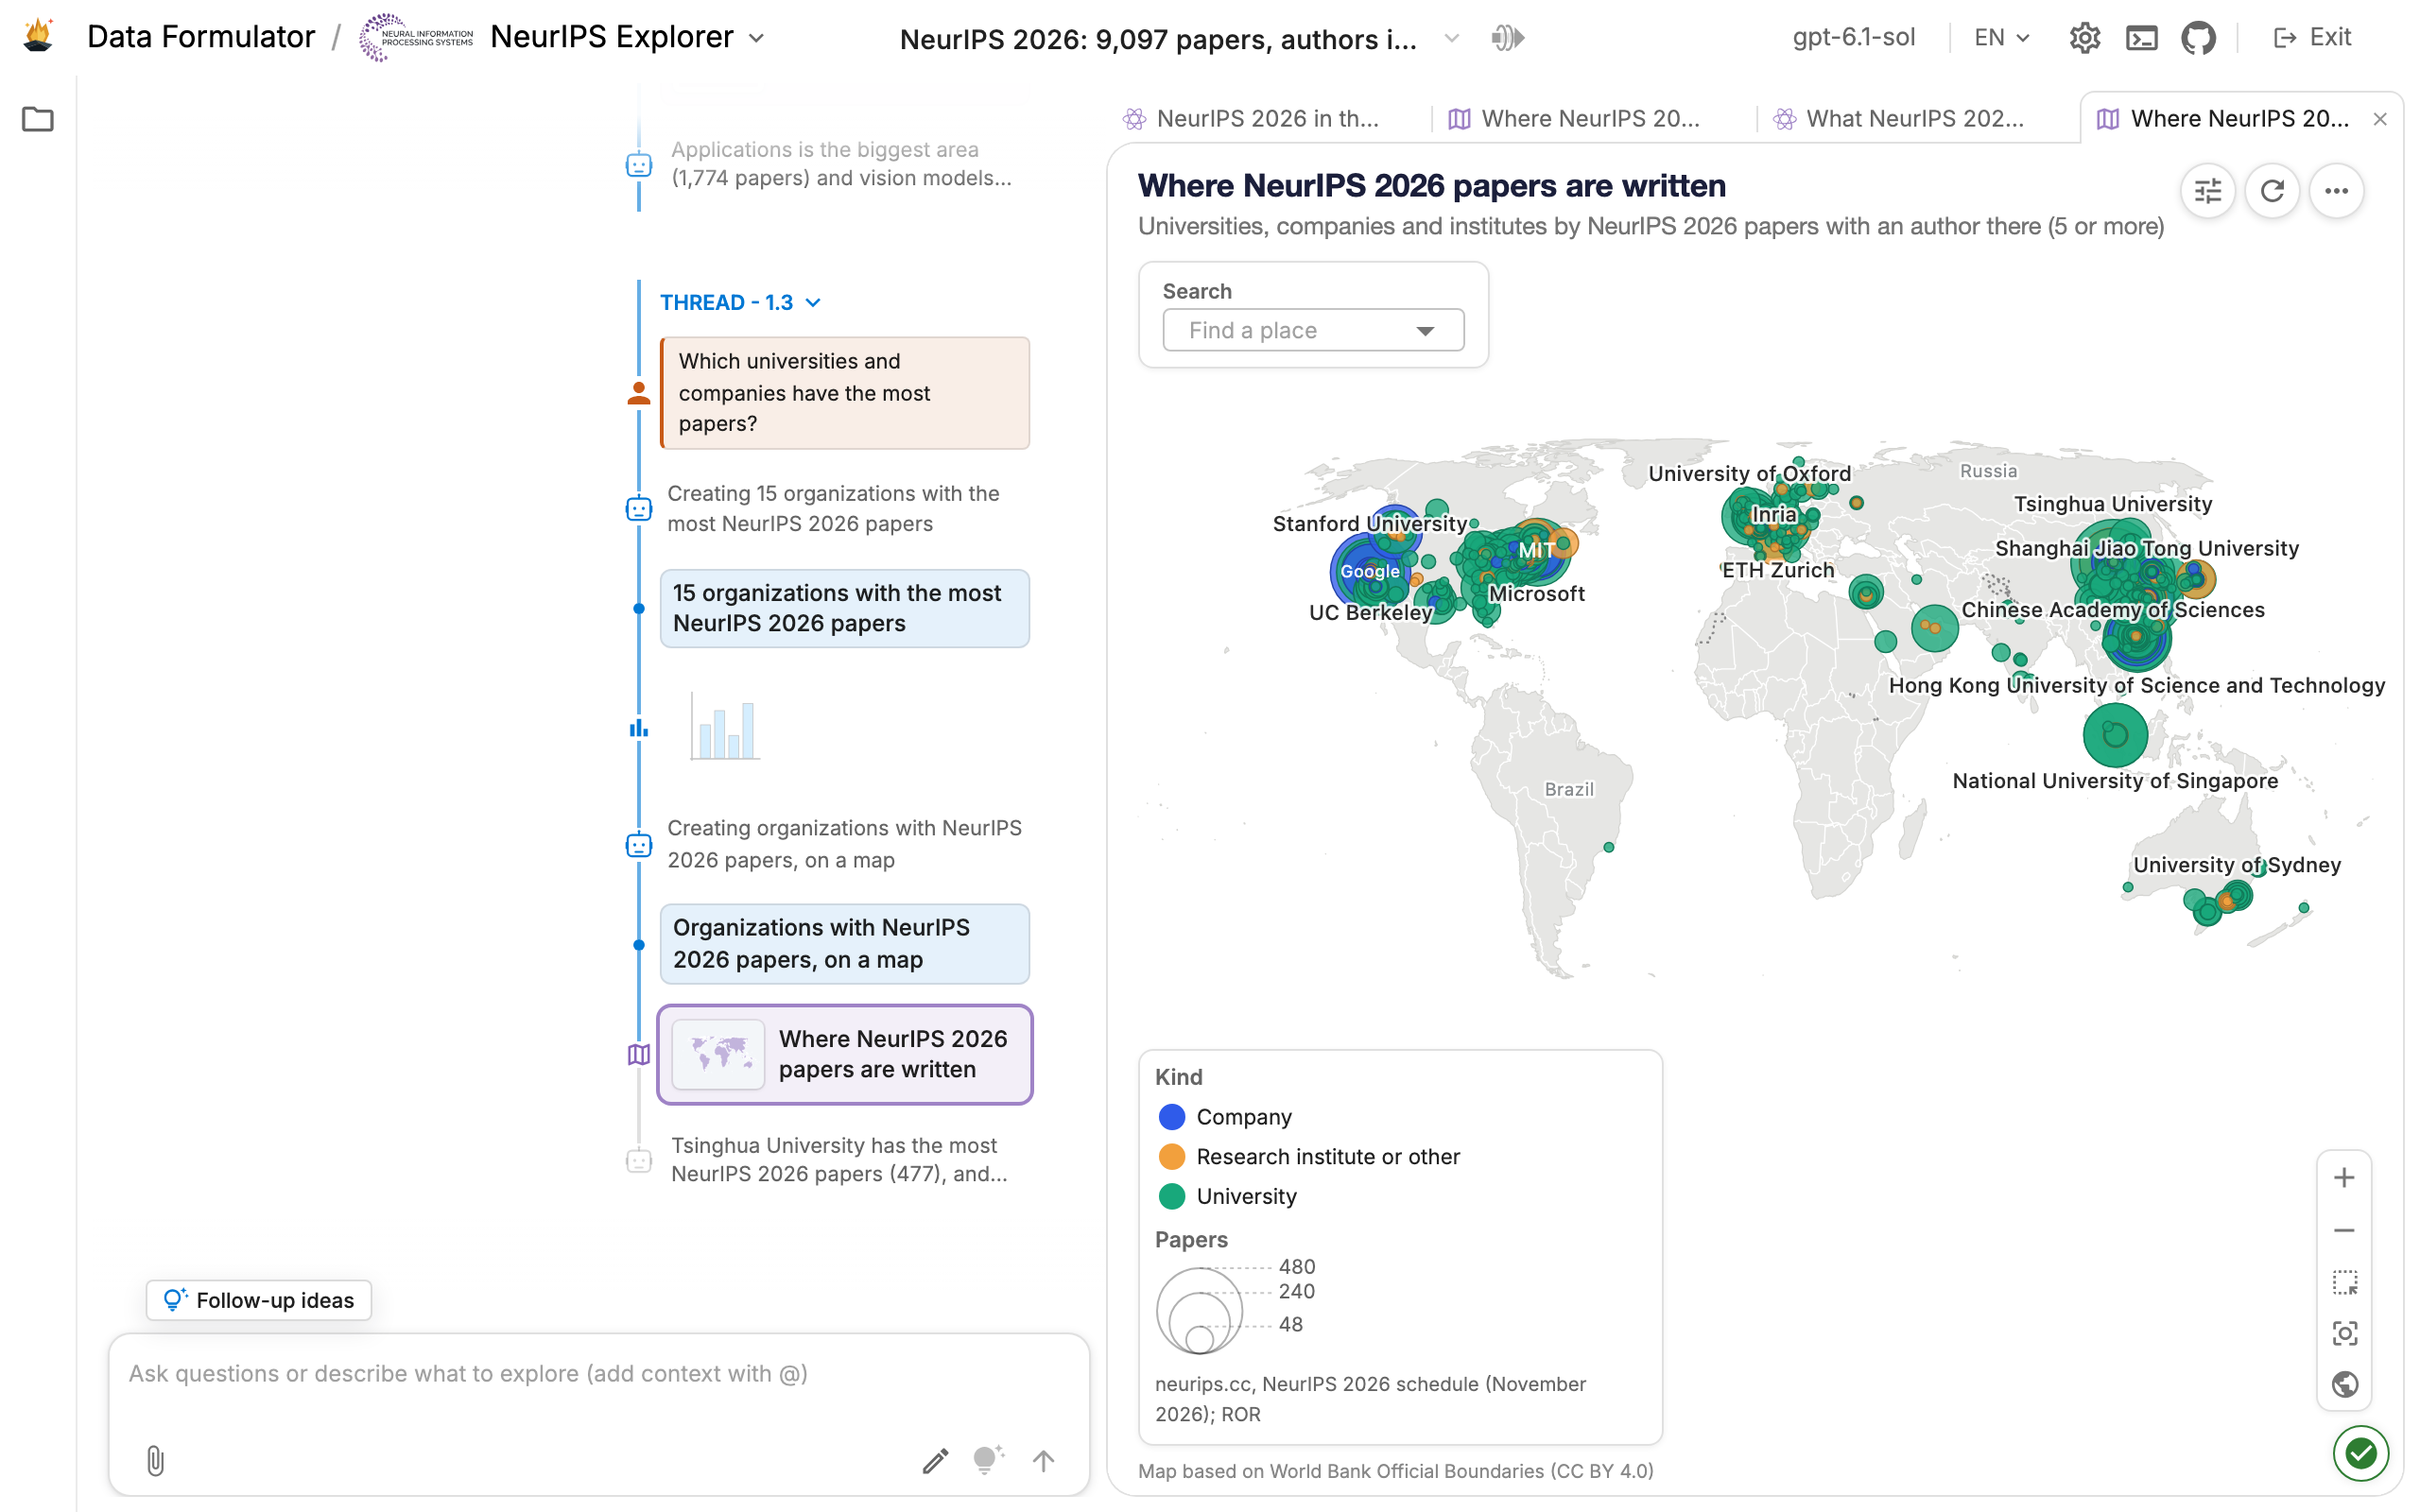 Data Formulator / NEURAL INFORMATION PROCESSING SYSTEMS NeurIPS Explorer
NeurIPS 2026: 9,097 papers, authors i...
gpt-6.1-sol
EN
Exit
Applications is the biggest area
(1,774 papers) and vision models...
THREAD - 1.3
Which universities and
companies have the most
papers?
Creating 15 organizations with the
most NeurIPS 2026 papers
15 organizations with the most
NeurIPS 2026 papers
Creating organizations with NeurIPS
2026 papers, on a map
Organizations with NeurIPS
2026 papers, on a map
Where NeurIPS 2026
papers are written
Tsinghua University has the most
NeurIPS 2026 papers (477), and...
Follow-up ideas
Ask questions or describe what to explore (add context with @)
NeurIPS 2026 in th...
Where NeurIPS 20...
What NeurIPS 202...
Where NeurIPS 20...
Where NeurIPS 2026 papers are written
Universities, companies and institutes by NeurIPS 2026 papers with an author there (5 or more)
Search
Find a place
University of Oxford
Russia
Tsinghua University
Stanford University
Inria
MIT
Shanghai Jiao Tong University
Google
ETH Zurich
Microsoft
UC Berkeley
Chinese Academy of Sciences
Hong Kong University of Science and Technology
National University of Singapore
Brazil
University of Sydney
Kind
Company
Research institute or other
University
Papers
480
240
48
neurips.cc, NeurIPS 2026 schedule (November
2026); ROR
Map based on World Bank Official Boundaries (CC BY 4.0)